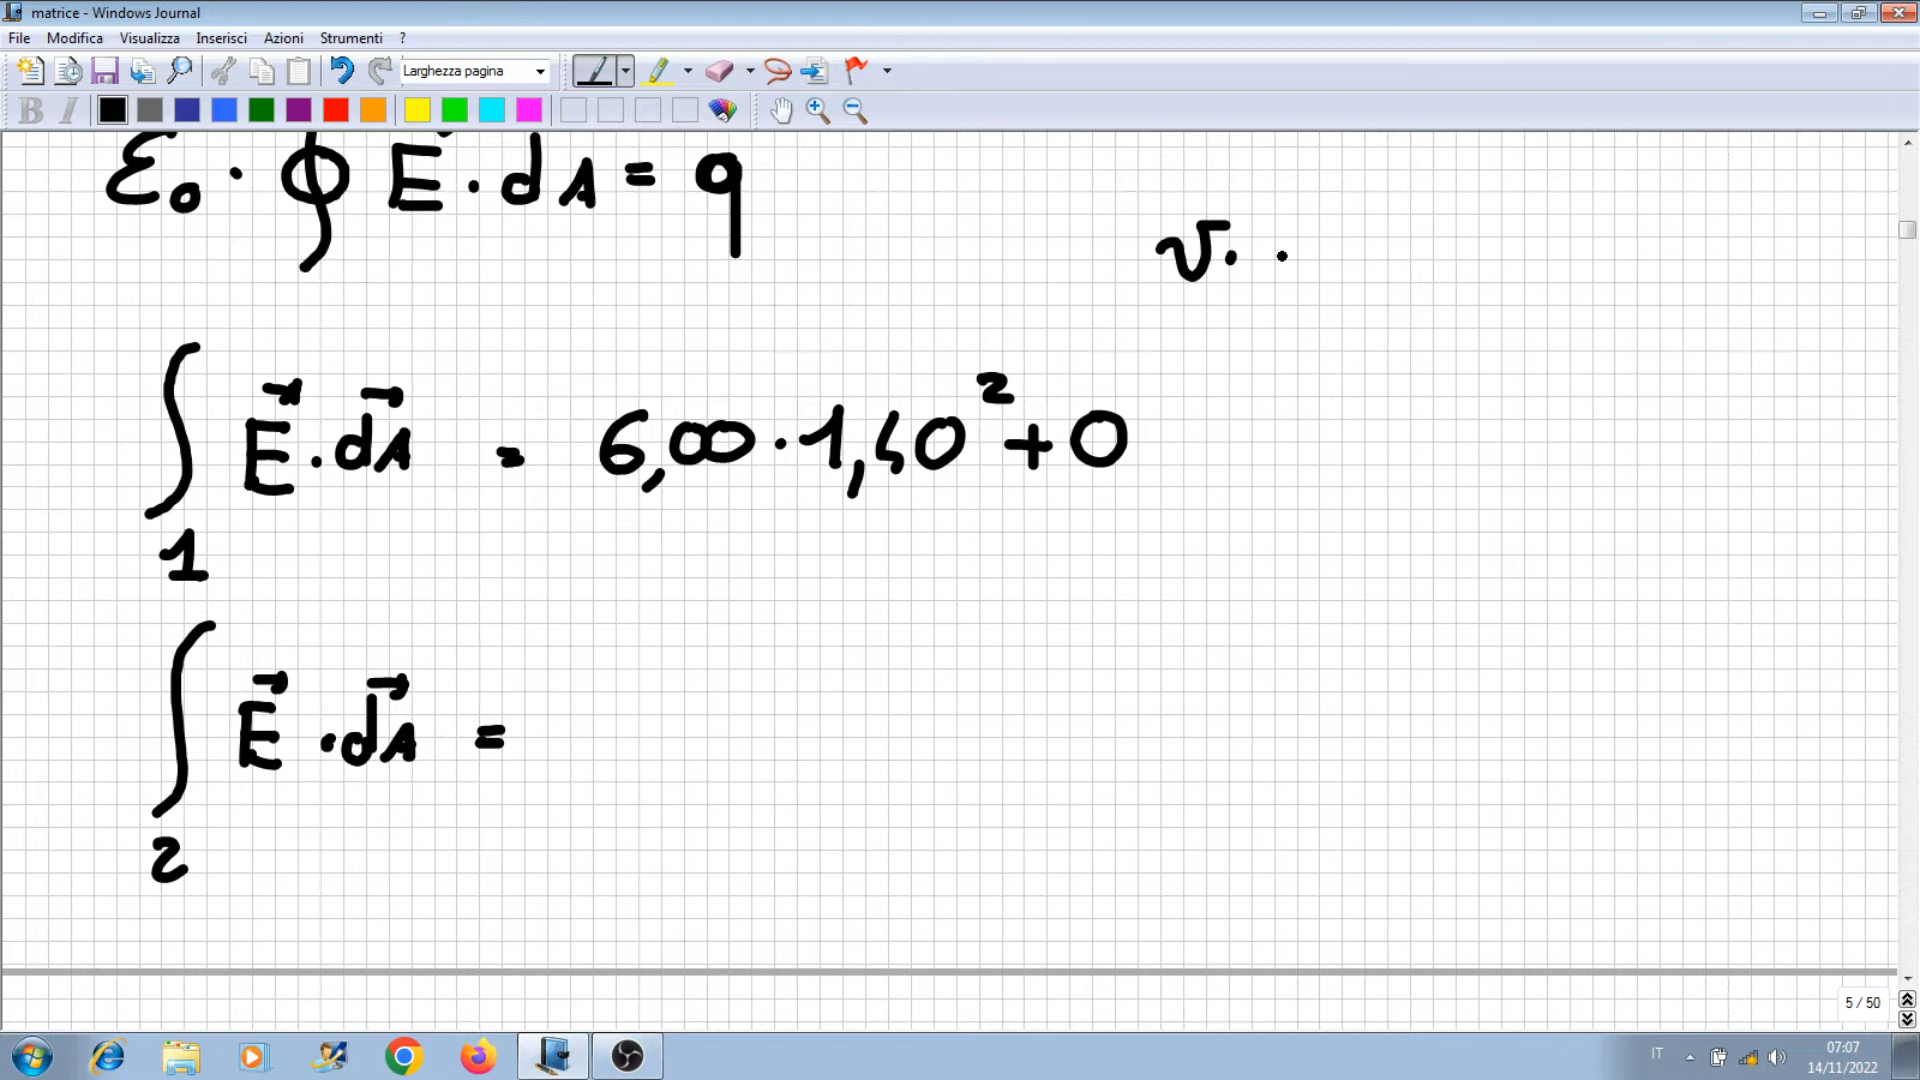 matrice - Windows Journal
File Modifica Visualizza Inserisci Azioni Strumenti ?
Larghezza pagina
B I
ε₀ · ∮ E · dA = q
v.
∫ E⃗ · dA⃗ = 6,00 · 1,40² + 0
1
∫ E⃗ · dA⃗ =
2
5 / 50
IT 07:07
14/11/2022